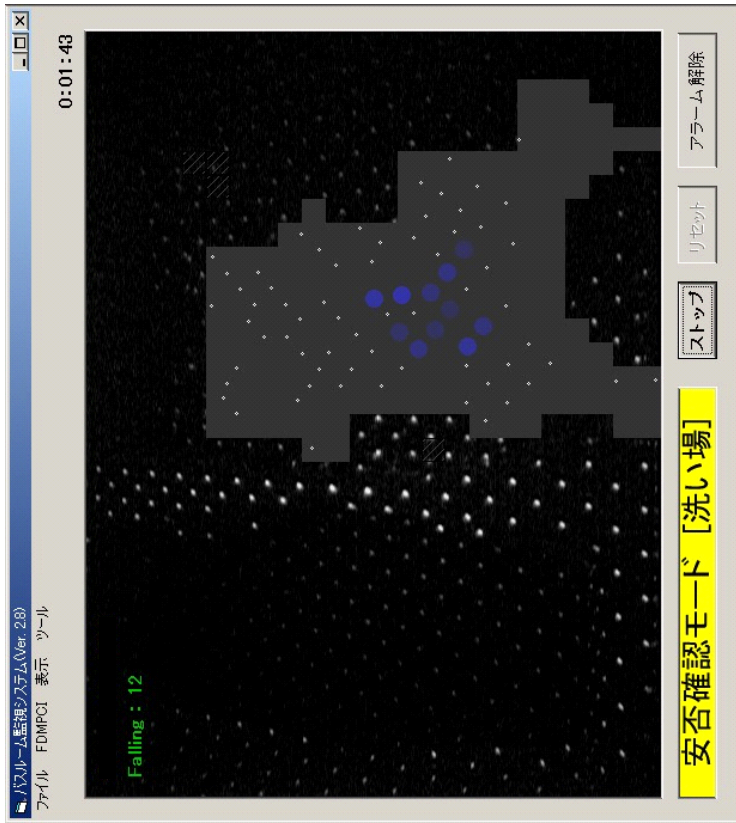 バスルーム監視システム(Ver. 2.8)
ファイル FDMPCI 表示 ツール
0:01:43
Falling : 12
安否確認モード [洗い場]
ストップ
リセット
アラーム解除